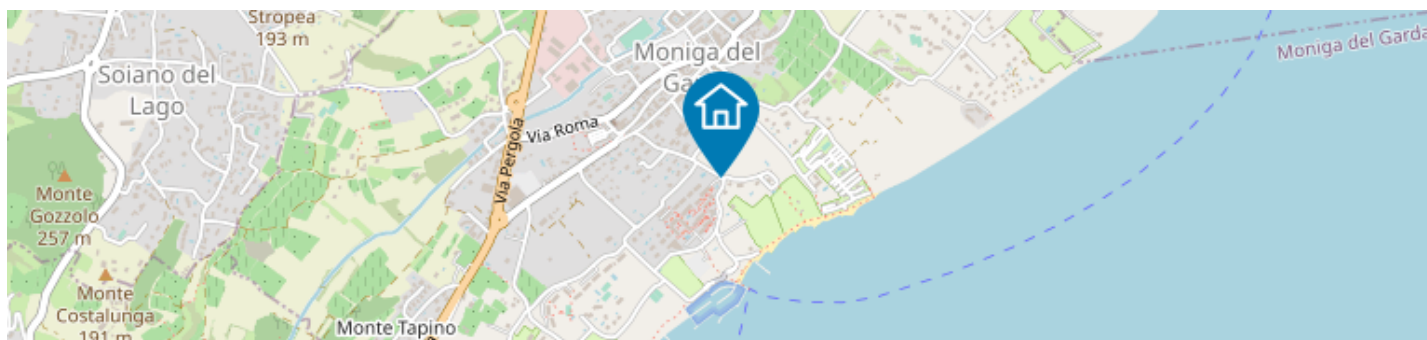 Stropea
193 m
Soiano del
Lago
Moniga del
Moniga del Garda
Via Roma
Via Pergola
Monte
Gozzolo
257 m
Monte
Costalunga
191 m
Monte Tapino